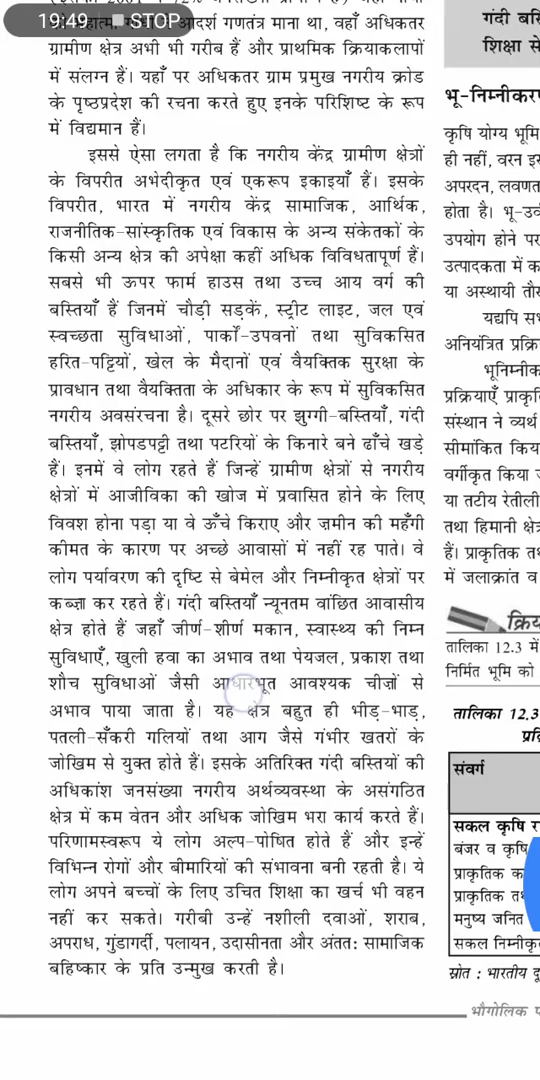 19:49 STOP
आदर्श गणतंत्र माना था, वहाँ अधिकतर
ग्रामीण क्षेत्र अभी भी गरीब हैं और प्राथमिक क्रियाकलापों
में संलग्न हैं। यहाँ पर अधिकतर ग्राम प्रमुख नगरीय क्रोड
के पृष्ठप्रदेश की रचना करते हुए इनके परिशिष्ट के रूप
में विद्यमान हैं।
इससे ऐसा लगता है कि नगरीय केंद्र ग्रामीण क्षेत्रों
के विपरीत अभेदीकृत एवं एकरूप इकाइयाँ हैं। इसके
विपरीत, भारत में नगरीय केंद्र सामाजिक, आर्थिक,
राजनीतिक-सांस्कृतिक एवं विकास के अन्य संकेतकों के
किसी अन्य क्षेत्र की अपेक्षा कहीं अधिक विविधतापूर्ण हैं।
सबसे भी ऊपर फार्म हाउस तथा उच्च आय वर्ग की
बस्तियाँ हैं जिनमें चौड़ी सड़कें, स्ट्रीट लाइट, जल एवं
स्वच्छता सुविधाओं, पार्कों-उपवनों तथा सुविकसित
हरित-पट्टियों, खेल के मैदानों एवं वैयक्तिक सुरक्षा के
प्रावधान तथा वैयक्तिता के अधिकार के रूप में सुविकसित
नगरीय अवसंरचना है। दूसरे छोर पर झुग्गी-बस्तियाँ, गंदी
बस्तियाँ, झोपडपट्टी तथा पटरियों के किनारे बने ढाँचे खड़े
हैं। इनमें वे लोग रहते हैं जिन्हें ग्रामीण क्षेत्रों से नगरीय
क्षेत्रों में आजीविका की खोज में प्रवासित होने के लिए
विवश होना पड़ा या वे ऊँचे किराए और ज़मीन की महँगी
कीमत के कारण पर अच्छे आवासों में नहीं रह पाते। वे
लोग पर्यावरण की दृष्टि से बेमेल और निम्नीकृत क्षेत्रों पर
कब्ज़ा कर रहते हैं। गंदी बस्तियाँ न्यूनतम वांछित आवासीय
क्षेत्र होते हैं जहाँ जीर्ण-शीर्ण मकान, स्वास्थ्य की निम्न
सुविधाएँ, खुली हवा का अभाव तथा पेयजल, प्रकाश तथा
शौच सुविधाओं जैसी आधारभूत आवश्यक चीज़ों से
अभाव पाया जाता है। यह क्षेत्र बहुत ही भीड़-भाड़,
पतली-सँकरी गलियों तथा आग जैसे गंभीर खतरों के
जोखिम से युक्त होते हैं। इसके अतिरिक्त गंदी बस्तियों की
अधिकांश जनसंख्या नगरीय अर्थव्यवस्था के असंगठित
क्षेत्र में कम वेतन और अधिक जोखिम भरा कार्य करते हैं।
परिणामस्वरूप ये लोग अल्प-पोषित होते हैं और इन्हें
विभिन्न रोगों और बीमारियों की संभावना बनी रहती है। ये
लोग अपने बच्चों के लिए उचित शिक्षा का खर्च भी वहन
नहीं कर सकते। गरीबी उन्हें नशीली दवाओं, शराब,
अपराध, गुंडागर्दी, पलायन, उदासीनता और अंतत: सामाजिक
बहिष्कार के प्रति उन्मुख करती है।
गंदी
शिक्षा से
भू-निम्नीकर
कृषि योग्य भूमि
ही नहीं, वरन
अपरदन, लवणत
होता है।
उपयोग होने पर
उत्पादकता में
या अस्थायी
यद्यपि
अनियंत्रित
भूनिम्नीक
प्रक्रियाएँ
संस्थान ने व्यर्थ
सीमांकित
वर्गीकृत किया
या तटीय रेतीली
तथा हिमानी
हैं। प्राकृतिक
में जलाक्रांत व
तालिका 12.3 में
निर्मित भूमि को
तालिका 12.3
संवर्ग
सकल कृषि
बंजर व कृषि
प्राकृतिक
प्राकृतिक
मनुष्य जनित
सकल
स्रोत : भारतीय
भौगोलिक